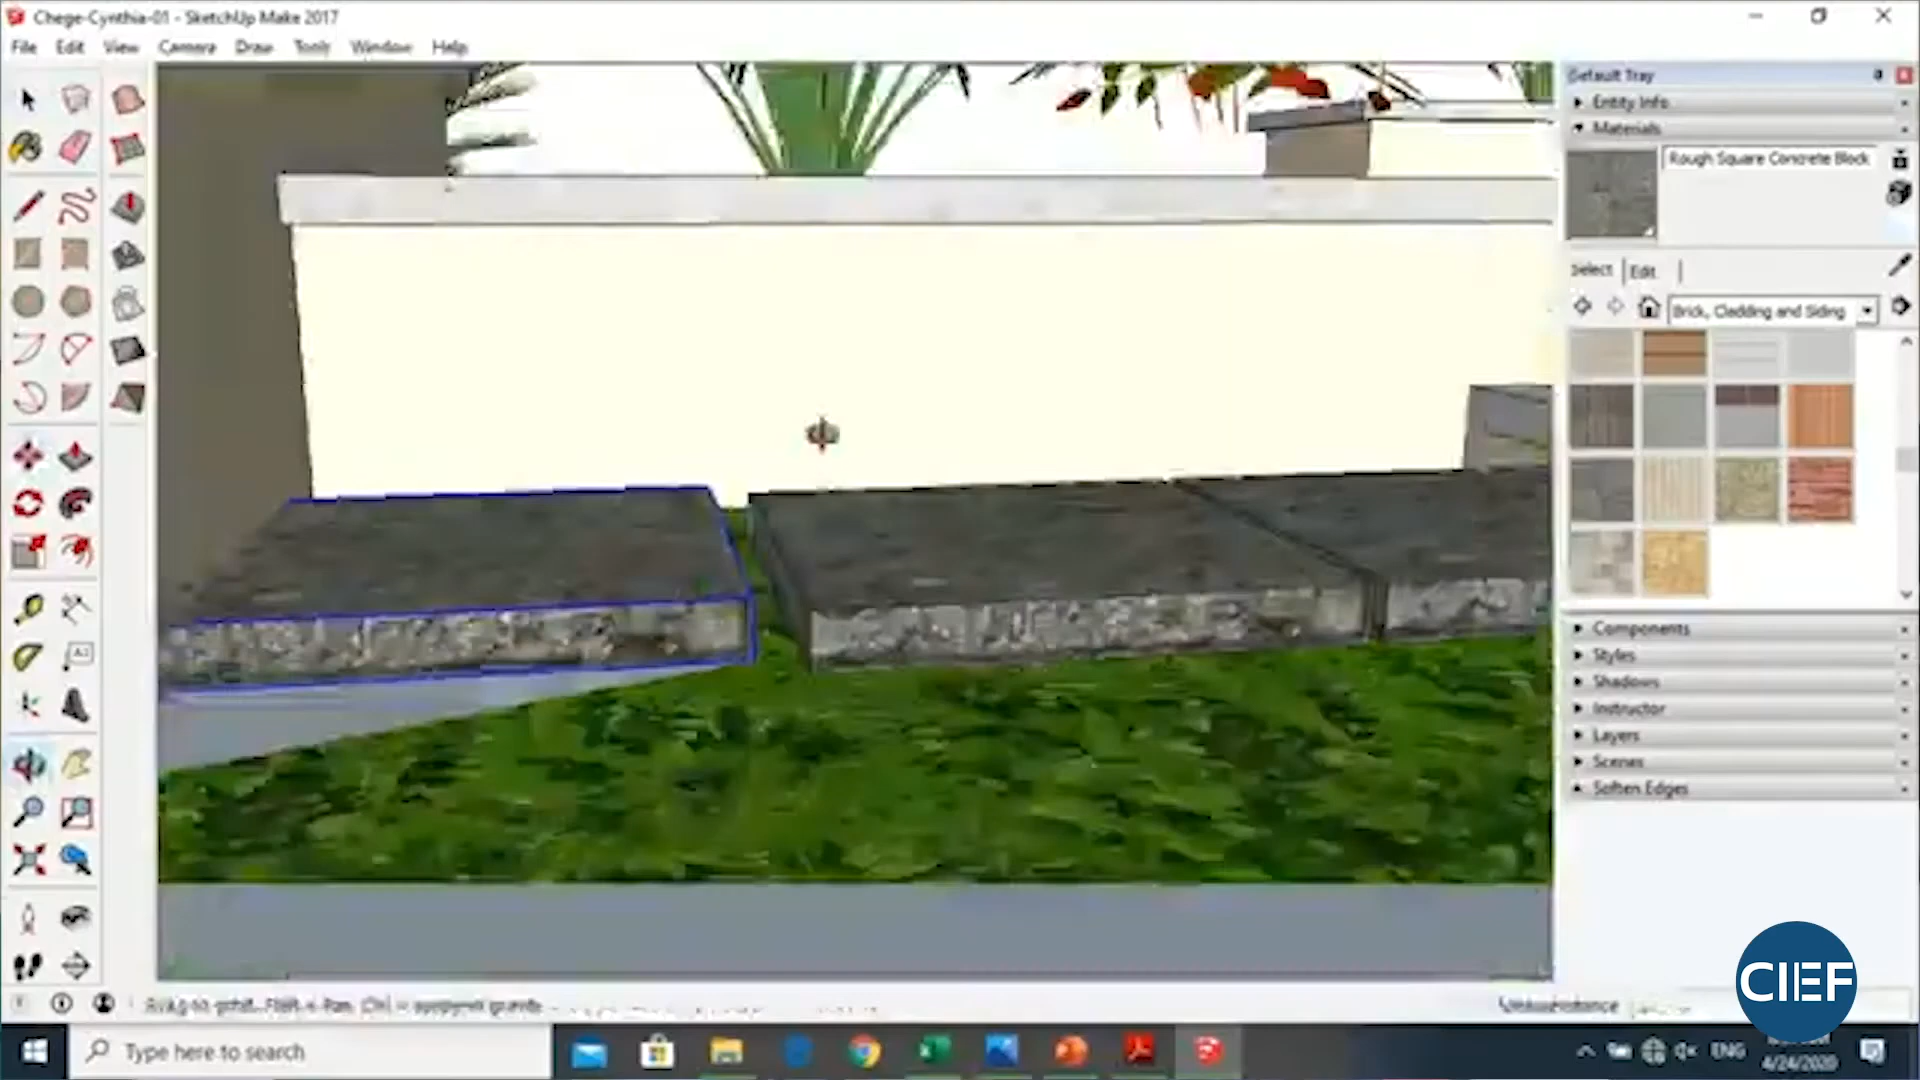 Chege-Cynthia-01 - SketchUp Make 2017
File Edit View Camera Draw Tools Window Help
Default Tray
Entity Info
Materials
Rough Square Concrete Block
Select Edit
Brick, Cladding and Siding
Components
Styles
Shadows
Instructor
Layers
Scenes
Soften Edges
CIEF
Type here to search
ENG
4/24/2020